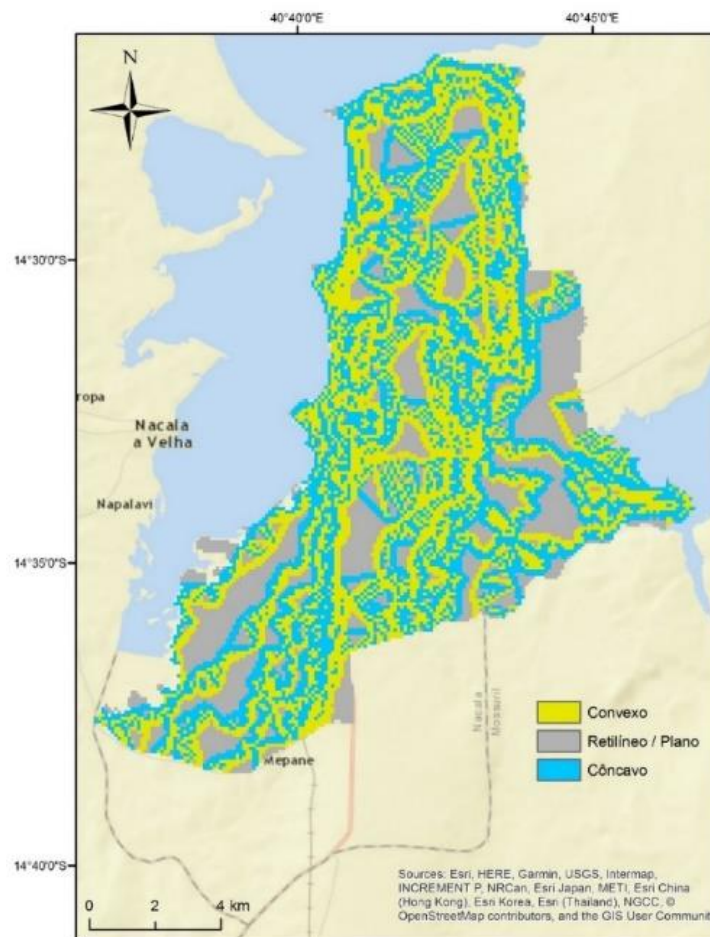 40°40'0"E
40°45'0"E
N
14°30'0"S
ropa
Nacala
a Velha
Napalavi
14°35'0"S
Nacala
Mossuril
Convexo
Retilíneo / Plano
Côncavo
Mepane
14°40'0"S
0 2 4 km
Sources: Esri, HERE, Garmin, USGS, Intermap,
INCREMENT P, NRCan, Esri Japan, METI, Esri China
(Hong Kong), Esri Korea, Esri (Thailand), NGCC, ©
OpenStreetMap contributors, and the GIS User Communit